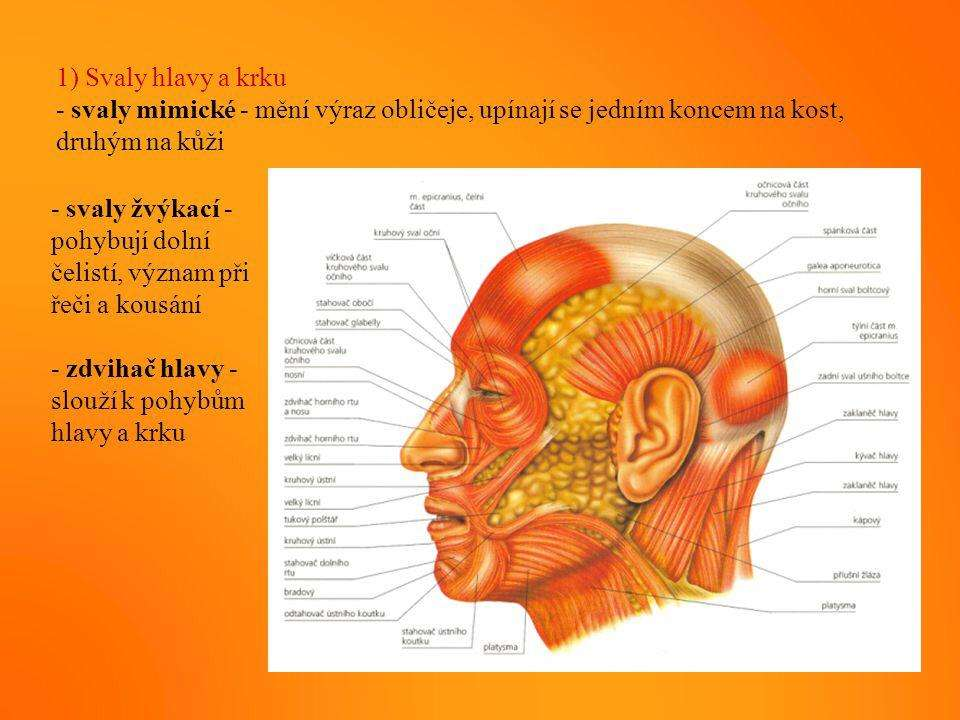 1) Svaly hlavy a krku
- svaly mimické - mění výraz obličeje, upínají se jedním koncem na kost,
druhým na kůži
- svaly žvýkací -
pohybují dolní
čelistí, význam při
řeči a kousání
- zdvihač hlavy -
slouží k pohybům
hlavy a krku
m. epicranius, čelní
část
kruhový sval oční
víčková část
kruhového svalu
očního
stahovač obočí
stahovač glabelly
očnicová část
kruhového svalu
očního
nosní
zdvihač horního rtu
a nosu
zdvihač horního rtu
velký lícní
kruhový ústní
velký lícní
tukový polštář
kruhový ústní
stahovač dolního
rtu
bradový
odtahovač ústního koutku
stahovač ústního
koutku
platysma
očnicová část
kruhového svalu
očního
spánková část
galea aponeurotica
horní sval boltcový
týlní část m.
epicranius
zadní sval ušního boltce
zaklaněč hlavy
kývač hlavy
zaklaněč hlavy
kápový
příušní žláza
platysma